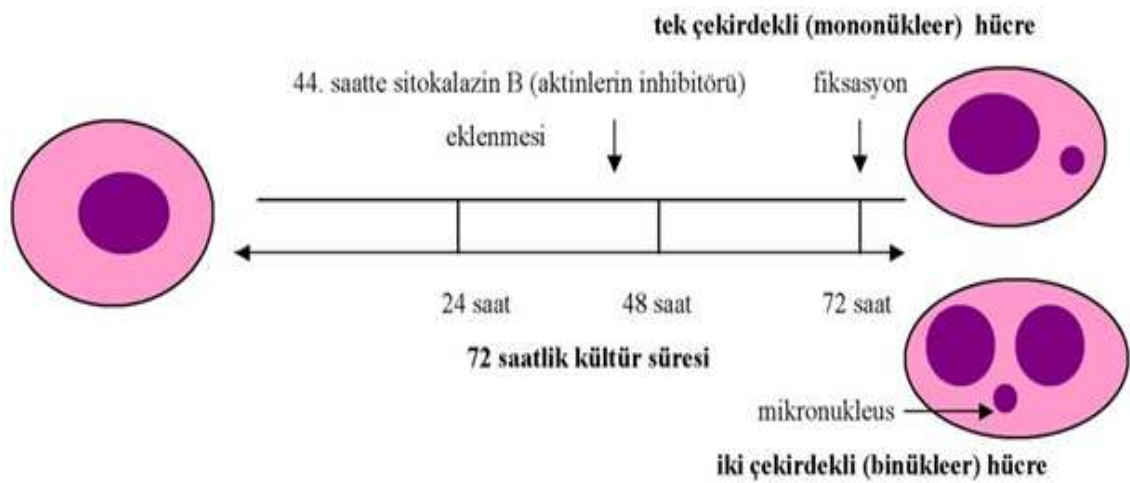 tek çekirdekli (mononükleer) hücre
44. saatte sitokalazin B (aktinlerin inhibitörü)
eklenmesi
fiksasyon
24 saat
48 saat
72 saat
72 saatlik kültür süresi
mikronukleus
iki çekirdekli (binükleer) hücre